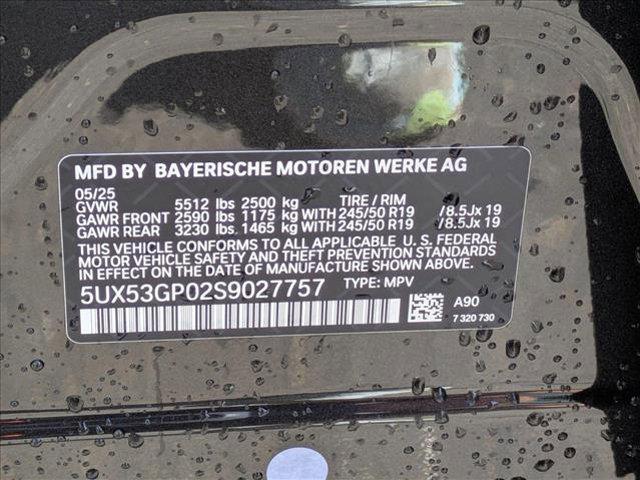 MFD BY BAYERISCHE MOTOREN WERKE AG
05/25
GVWR 5512 lbs 2500 kg TIRE / RIM
GAWR FRONT 2590 lbs 1175 kg WITH 245/50 R19 /8.5Jx 19
GAWR REAR 3230 lbs. 1465 kg WITH 245/50 R19 /8.5Jx 19
THIS VEHICLE CONFORMS TO ALL APPLICABLE U. S. FEDERAL
MOTOR VEHICLE SAFETY AND THEFT PREVENTION STANDARDS
IN EFFECT ON THE DATE OF MANUFACTURE SHOWN ABOVE.
5UX53GP02S9027757 TYPE: MPV
A90
7 320 730